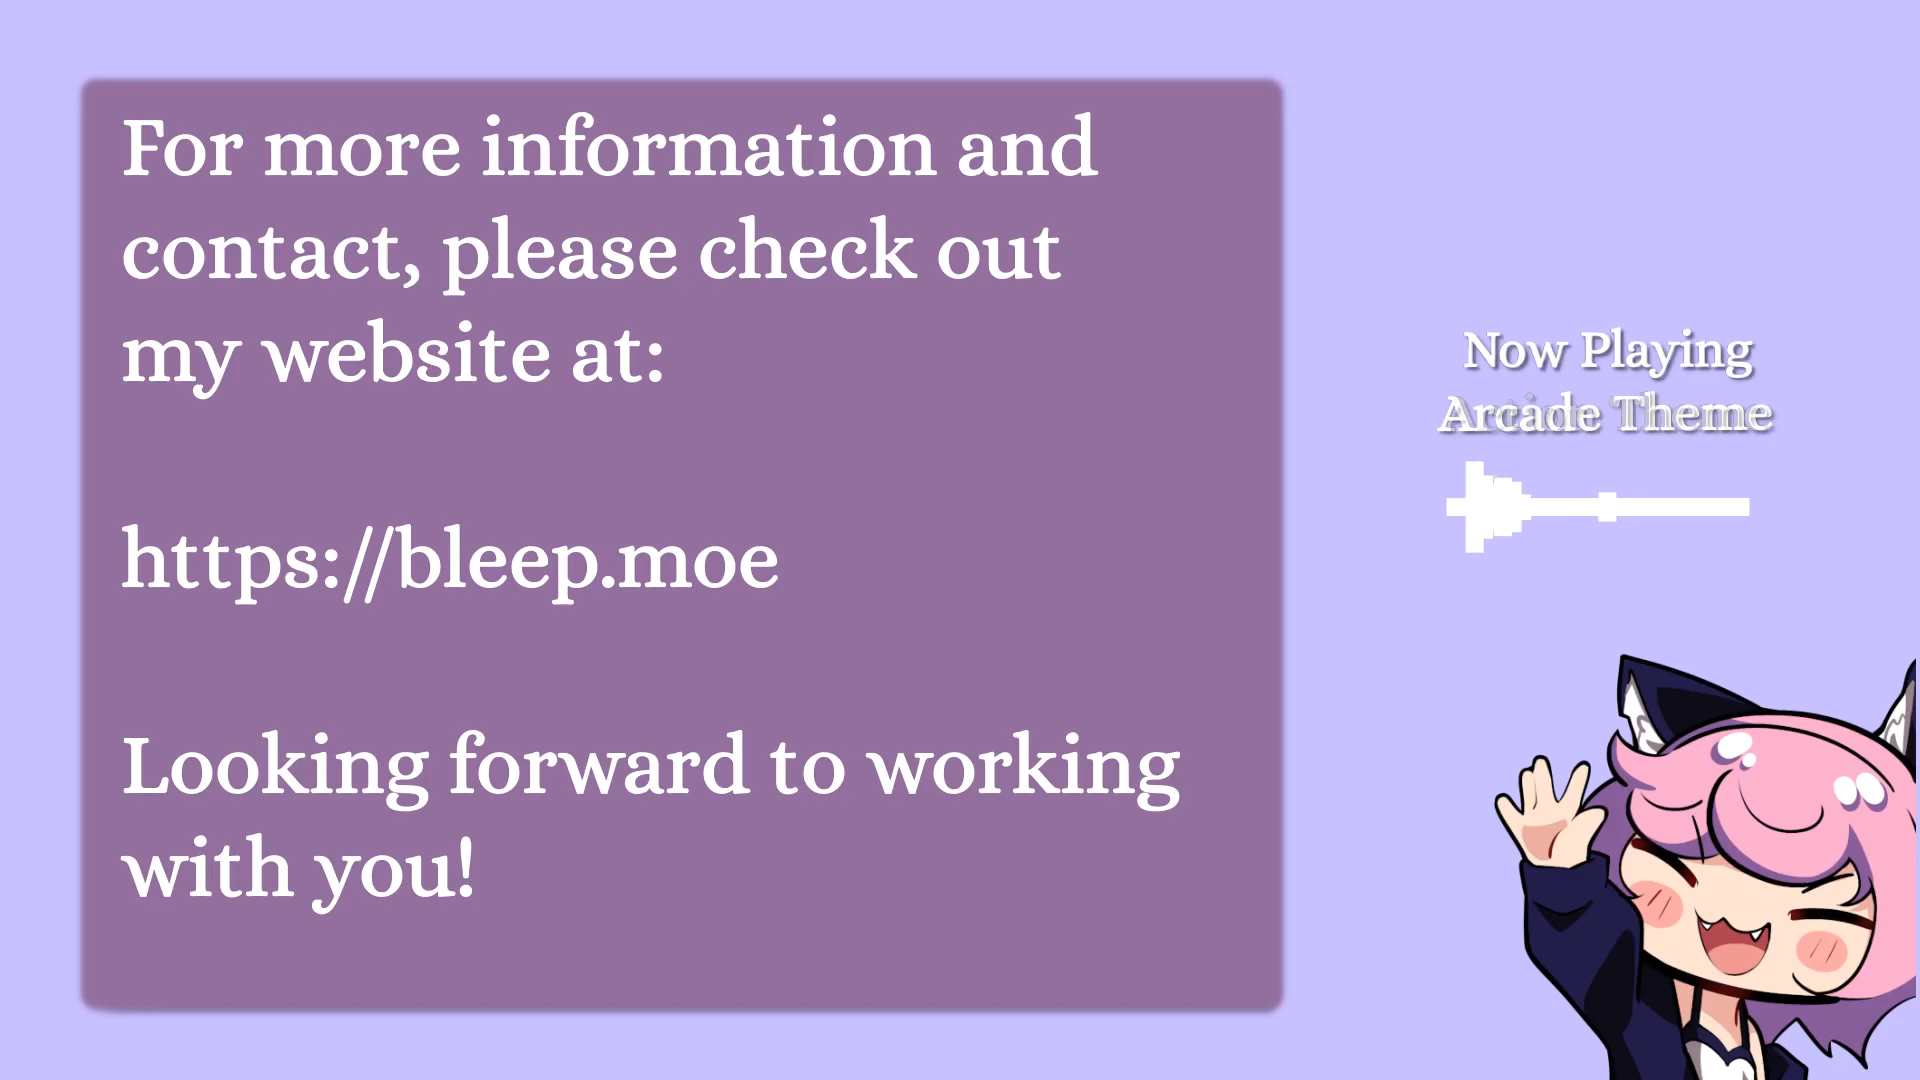 For more information and
contact, please check out
my website at:
https://bleep.moe
Looking forward to working
with you!
Now Playing
Arcade Theme